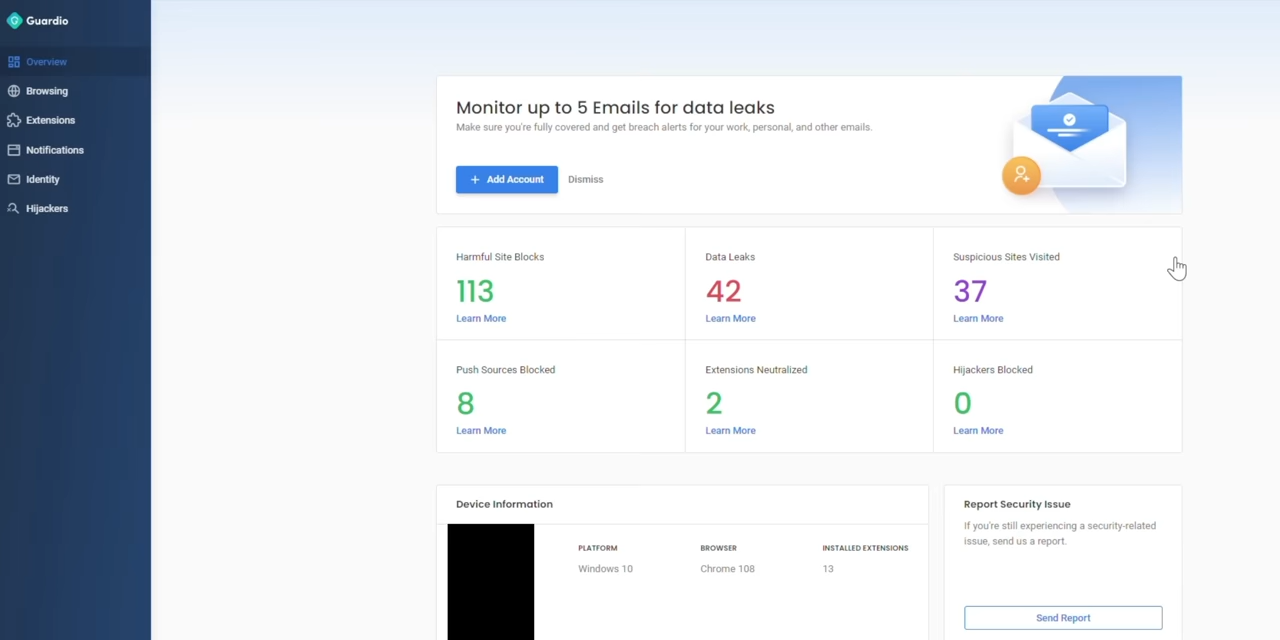 Guardio
Overview
Browsing
Extensions
Notifications
Identity
Hijackers
Monitor up to 5 Emails for data leaks
Make sure you're fully covered and get breach alerts for your work, personal, and other emails.
+ Add Account Dismiss
Harmful Site Blocks
113
Learn More
Data Leaks
42
Learn More
Suspicious Sites Visited
37
Learn More
Push Sources Blocked
8
Learn More
Extensions Neutralized
2
Learn More
Hijackers Blocked
0
Learn More
Device Information
PLATFORM
Windows 10
BROWSER
Chrome 108
INSTALLED EXTENSIONS
13
Report Security Issue
If you're still experiencing a security-related
issue, send us a report.
Send Report